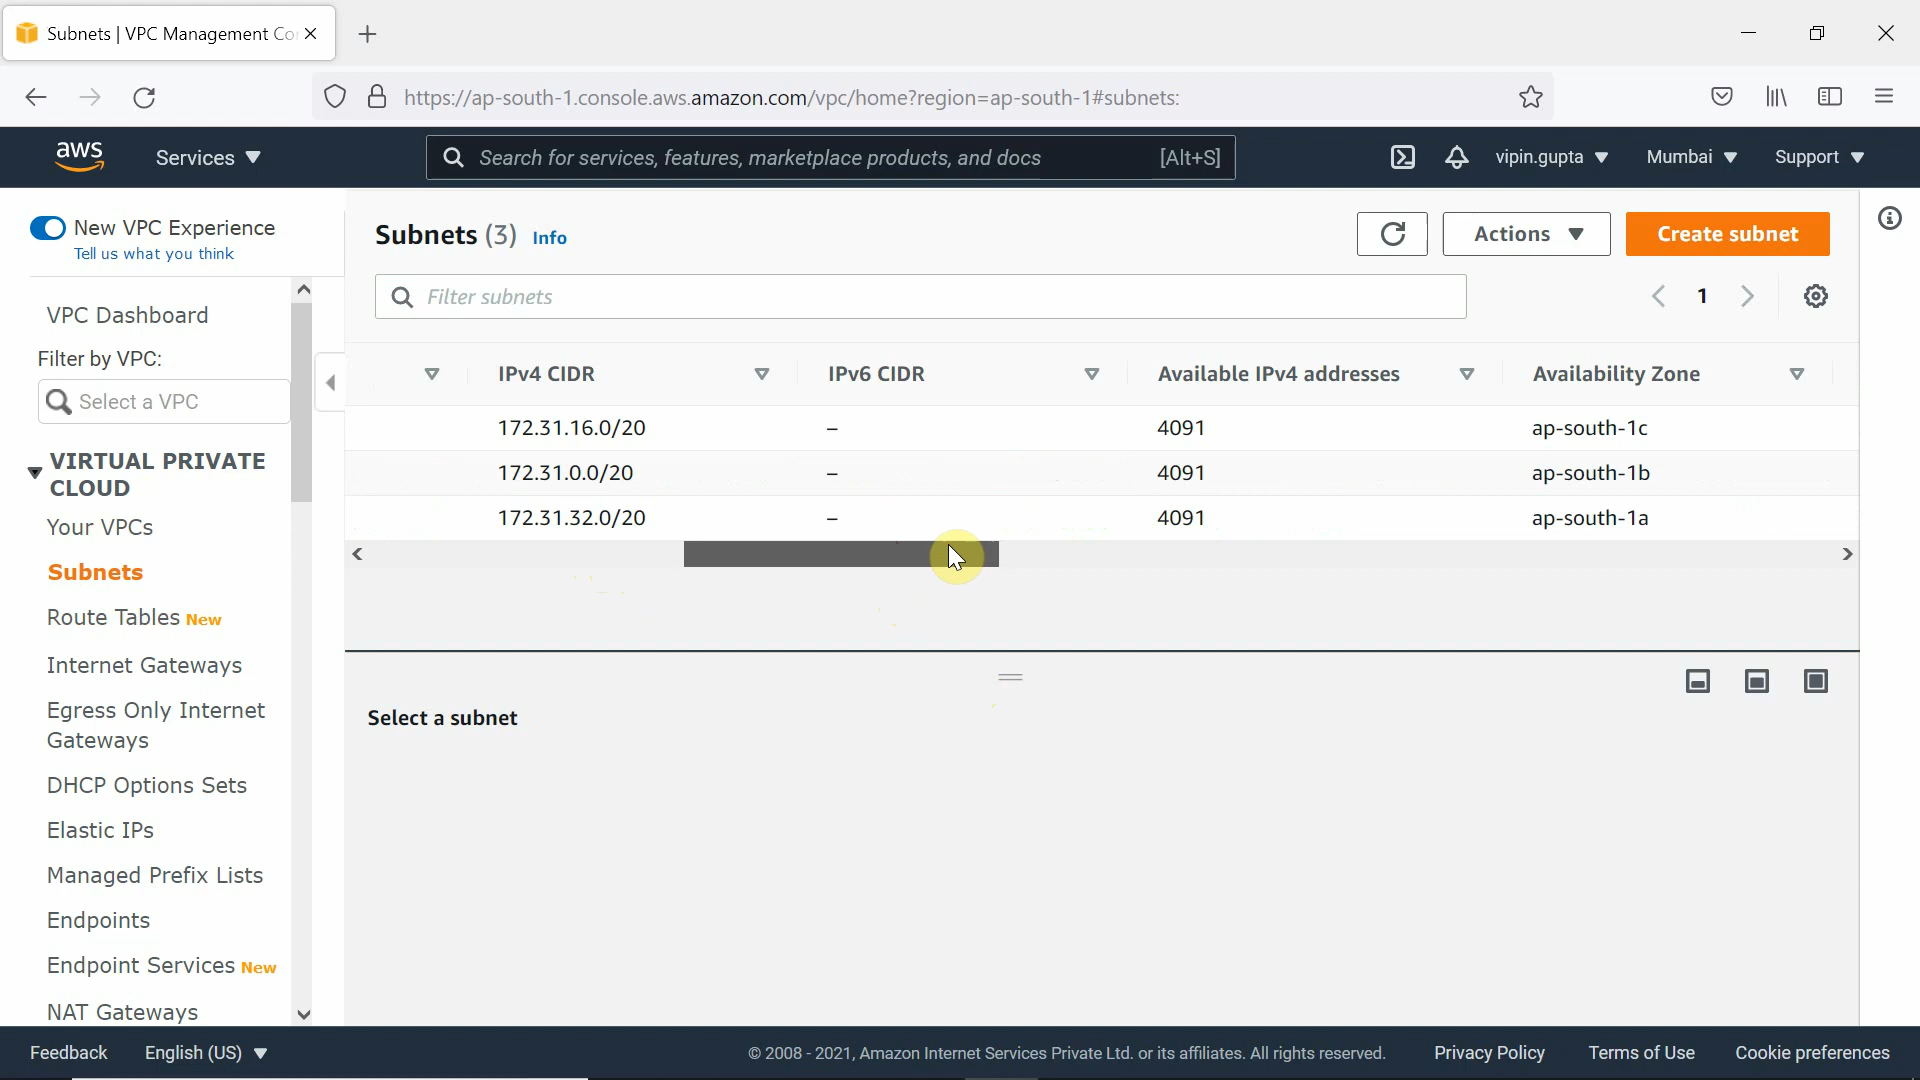 Subnets | VPC Management Co
https://ap-south-1.console.aws.amazon.com/vpc/home?region=ap-south-1#subnets:
aws Services Search for services, features, marketplace products, and docs [Alt+S] vipin.gupta Mumbai Support
New VPC Experience
Tell us what you think
VPC Dashboard
Filter by VPC:
Select a VPC
VIRTUAL PRIVATE
CLOUD
Your VPCs
Subnets
Route Tables New
Internet Gateways
Egress Only Internet
Gateways
DHCP Options Sets
Elastic IPs
Managed Prefix Lists
Endpoints
Endpoint Services New
NAT Gateways
Subnets (3) Info Actions Create subnet
Filter subnets 1
IPv4 CIDR IPv6 CIDR Available IPv4 addresses Availability Zone
172.31.16.0/20 – 4091 ap-south-1c
172.31.0.0/20 – 4091 ap-south-1b
172.31.32.0/20 – 4091 ap-south-1a
Select a subnet
Feedback English (US) © 2008 - 2021, Amazon Internet Services Private Ltd. or its affiliates. All rights reserved. Privacy Policy Terms of Use Cookie preferences